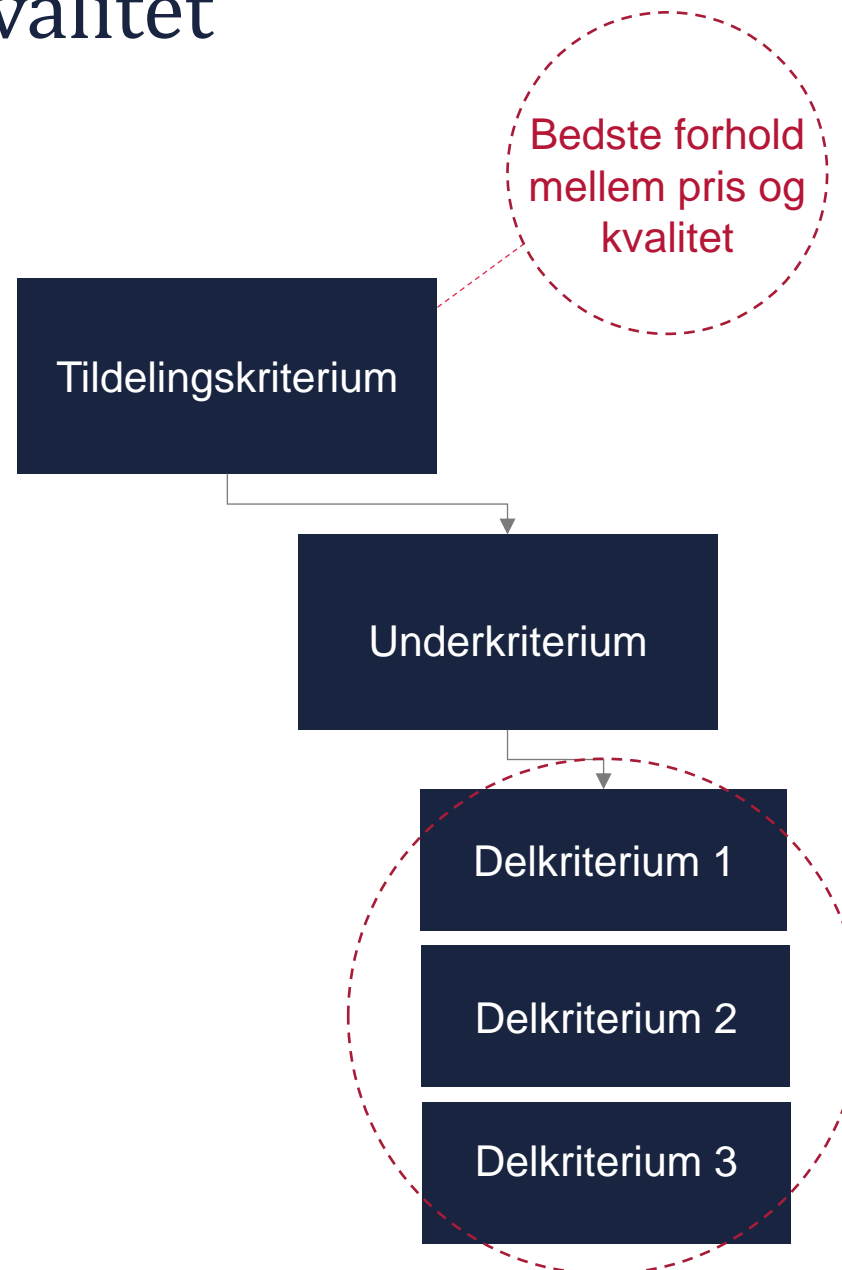 valitet
Bedste forhold
mellem pris og
kvalitet
Tildelingskriterium
Underkriterium
Delkriterium 1
Delkriterium 2
Delkriterium 3